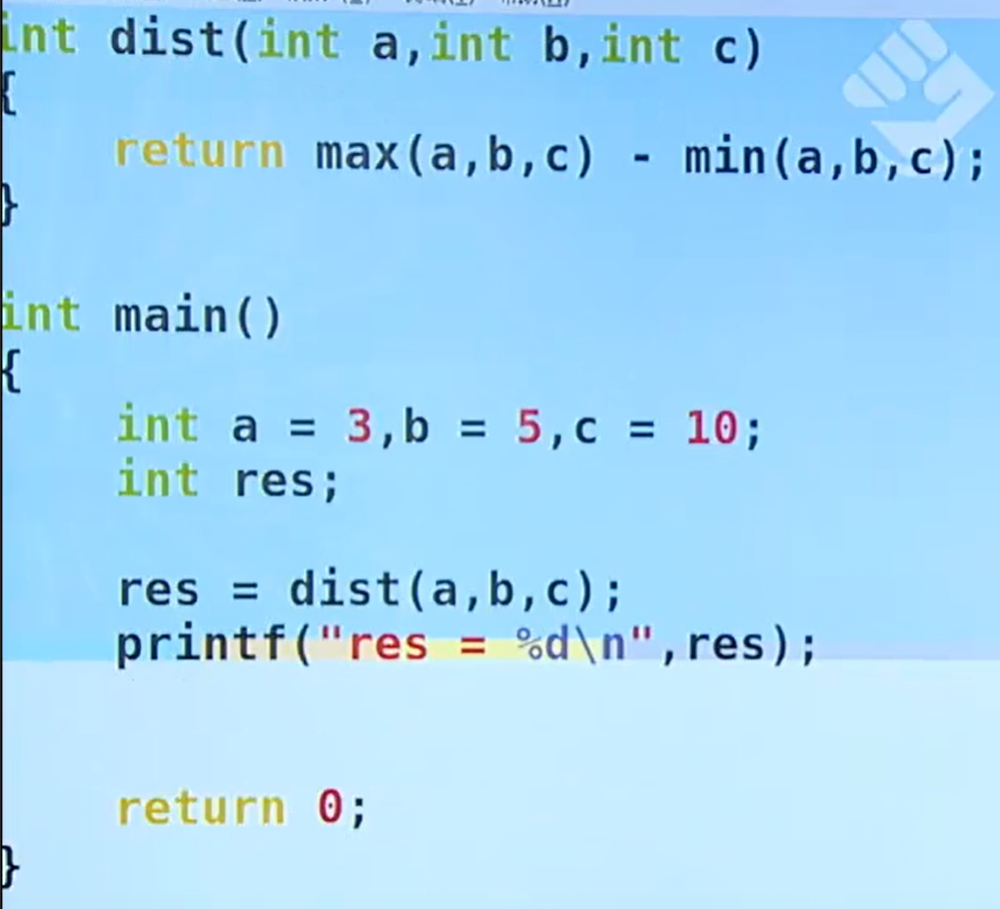 int dist(int a,int b,int c)
{
    return max(a,b,c) - min(a,b,c);
}
int main()
{
    int a = 3,b = 5,c = 10;
    int res;
    res = dist(a,b,c);
    printf("res = %d\n",res);
    return 0;
}